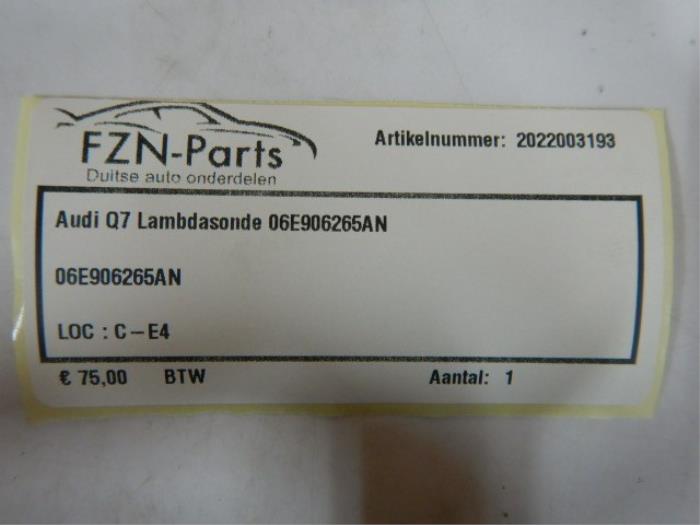 FZN-Parts
Duitse auto onderdelen
Artikelnummer: 2022003193
Audi Q7 Lambdasonde 06E906265AN
06E906265AN
LOC : C-E4
€ 75,00 BTW Aantal: 1